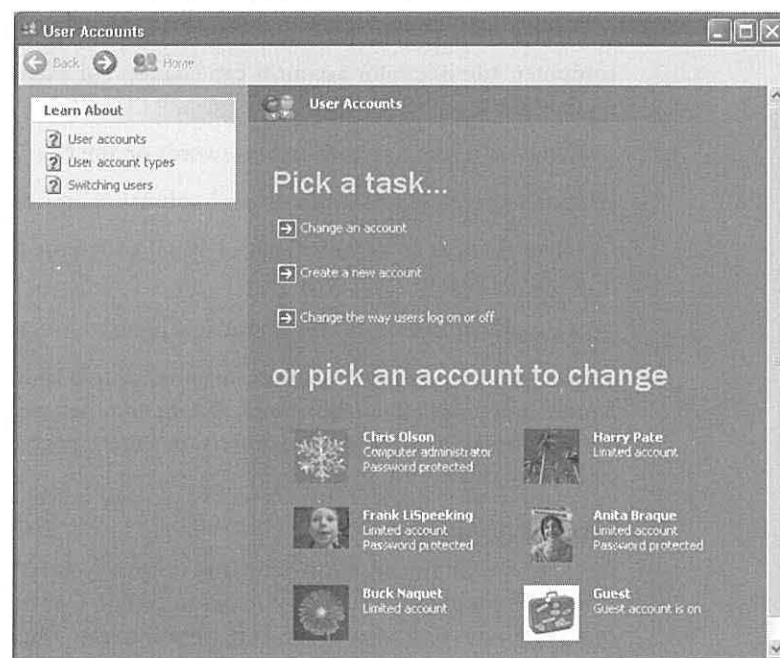 User Accounts
Back Home
Learn About
User accounts
User account types
Switching users
User Accounts
Pick a task...
Change an account
Create a new account
Change the way users log on or off
or pick an account to change
Chris Olson
Computer administrator
Password protected
Harry Pate
Limited account
Frank LiSpeeking
Limited account
Password protected
Anita Braque
Limited account
Password protected
Buck Naquet
Limited account
Guest
Guest account is on